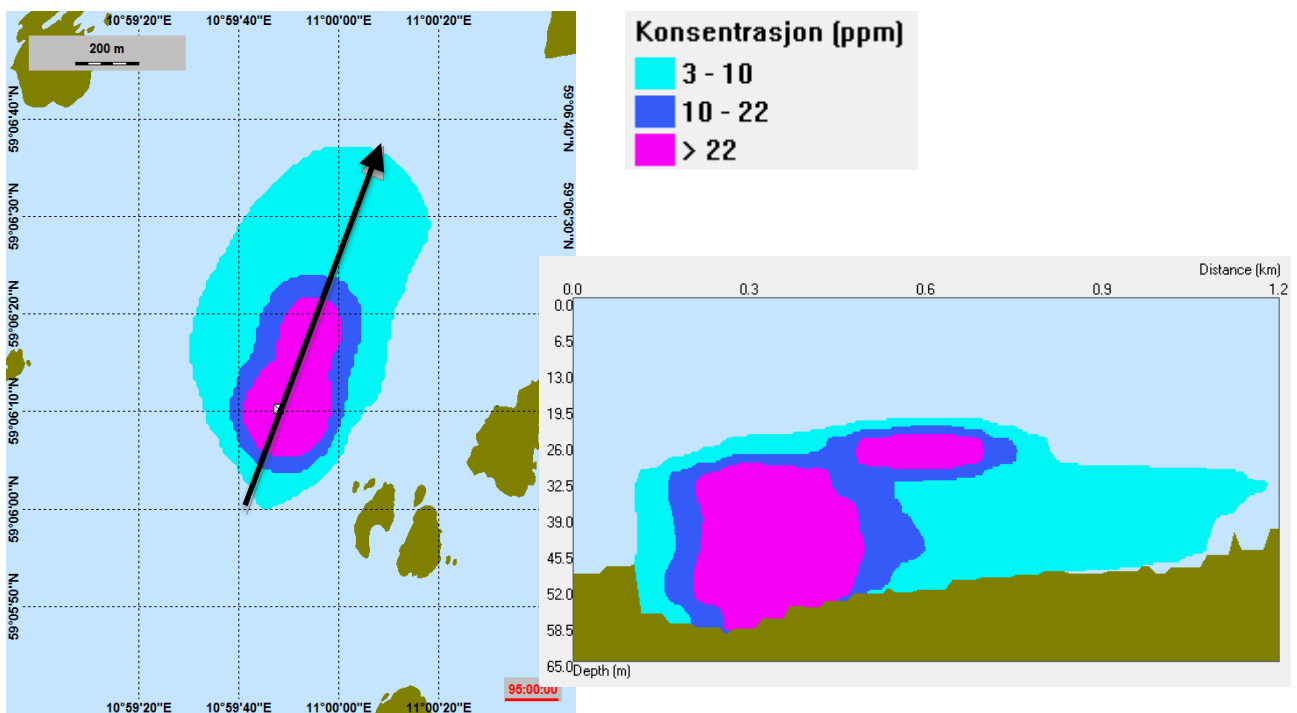 10°59'20"E 10°59'40"E 11°00'00"E 11°00'20"E
200 m
59°06'40"N
59°06'30"N
59°06'20"N
59°06'10"N
59°06'00"N
59°05'50"N
59°06'40"N
59°06'30"N
95:00:00
10°59'20"E 10°59'40"E 11°00'00"E 11°00'20"E
Konsentrasjon (ppm)
3 - 10
10 - 22
> 22
Distance (km)
0.0 0.3 0.6 0.9 1.2
0.0
6.5
13.0
19.5
26.0
32.5
39.0
45.5
52.0
58.5
65.0 Depth (m)